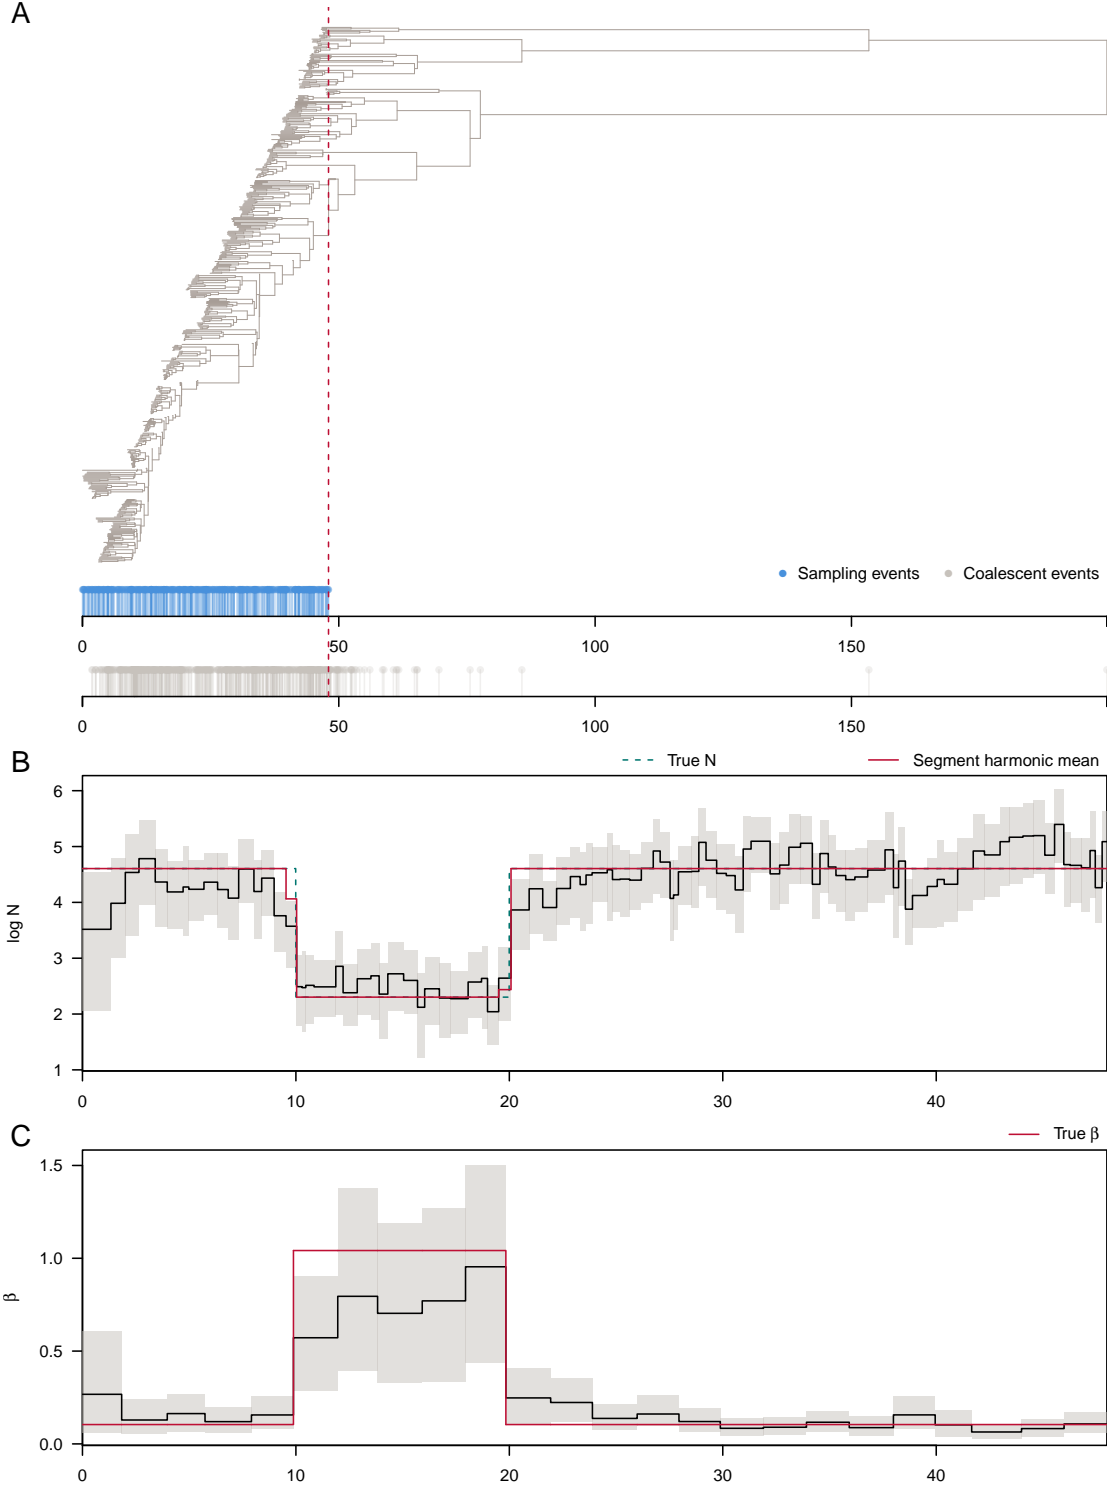 A
Sampling events Coalescent events
0 50 100 150
0 50 100 150
B
True N Segment harmonic mean
6
5
4
3
2
1
log N
0 10 20 30 40
C
True β
1.5
1.0
0.5
0.0
β
0 10 20 30 40